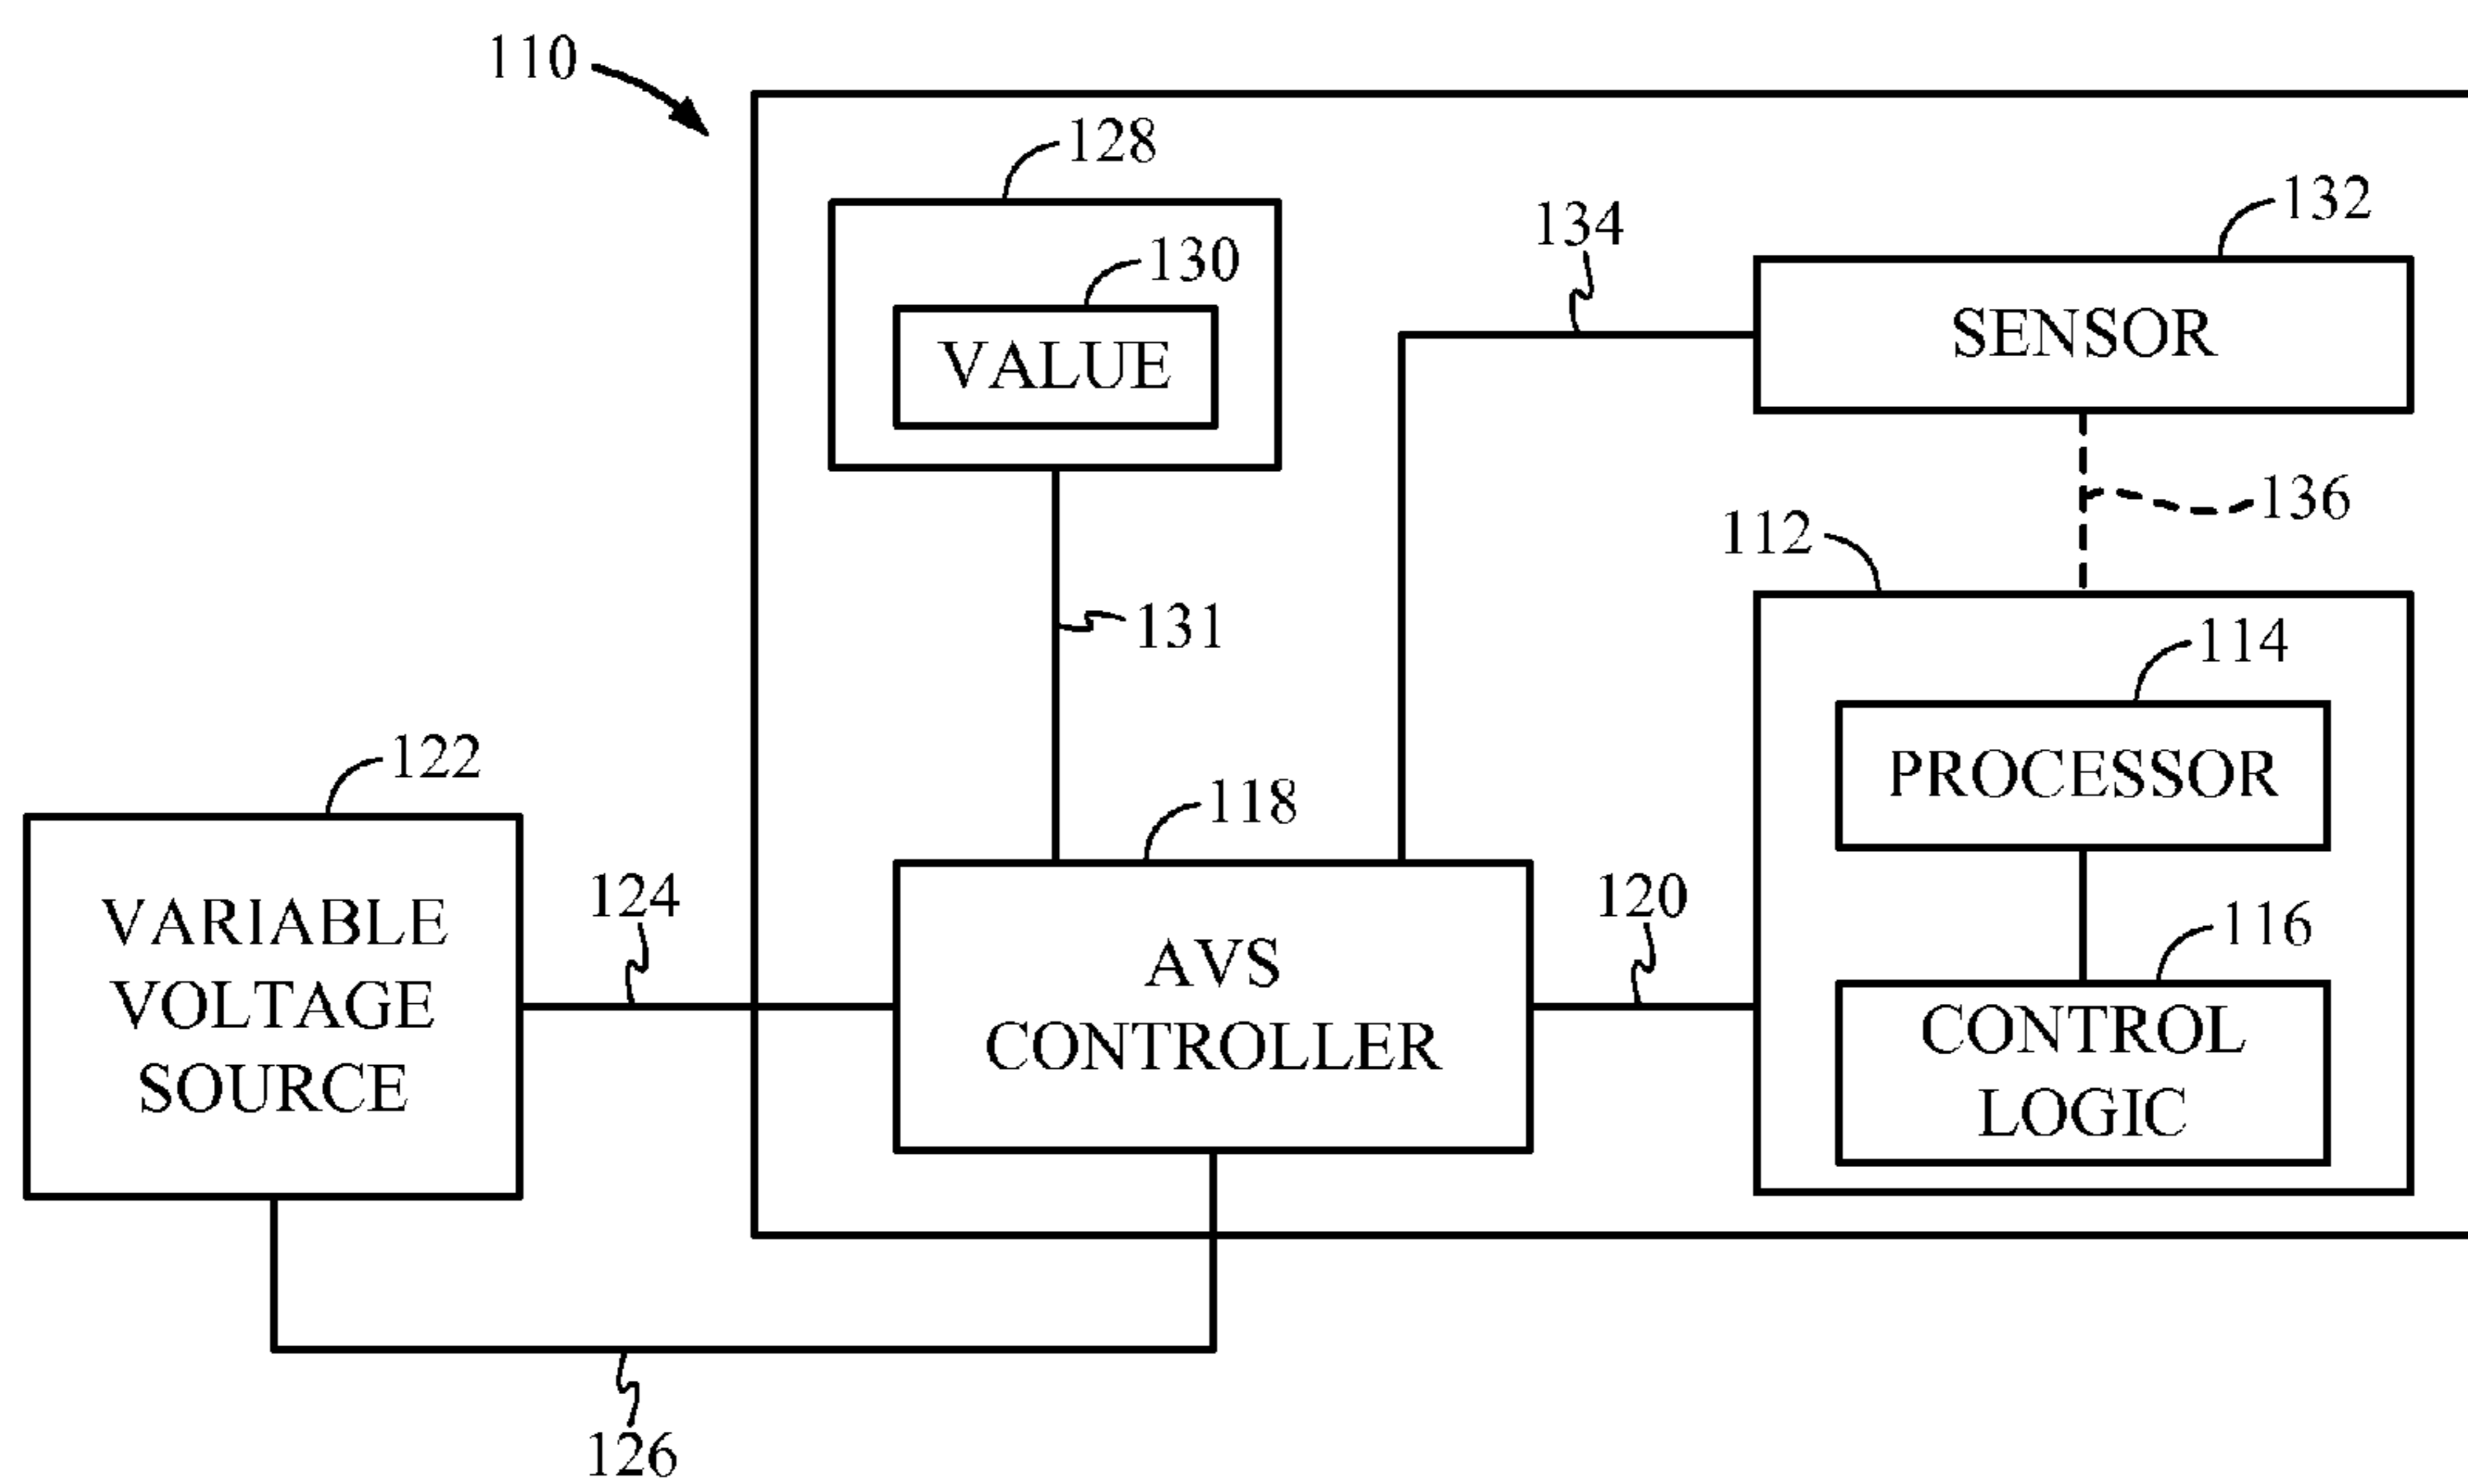 110
128
132
134
130
VALUE
SENSOR
136
112
131
114
122
PROCESSOR
118
124
120
116
VARIABLE
VOLTAGE
SOURCE
AVS
CONTROLLER
CONTROL
LOGIC
126